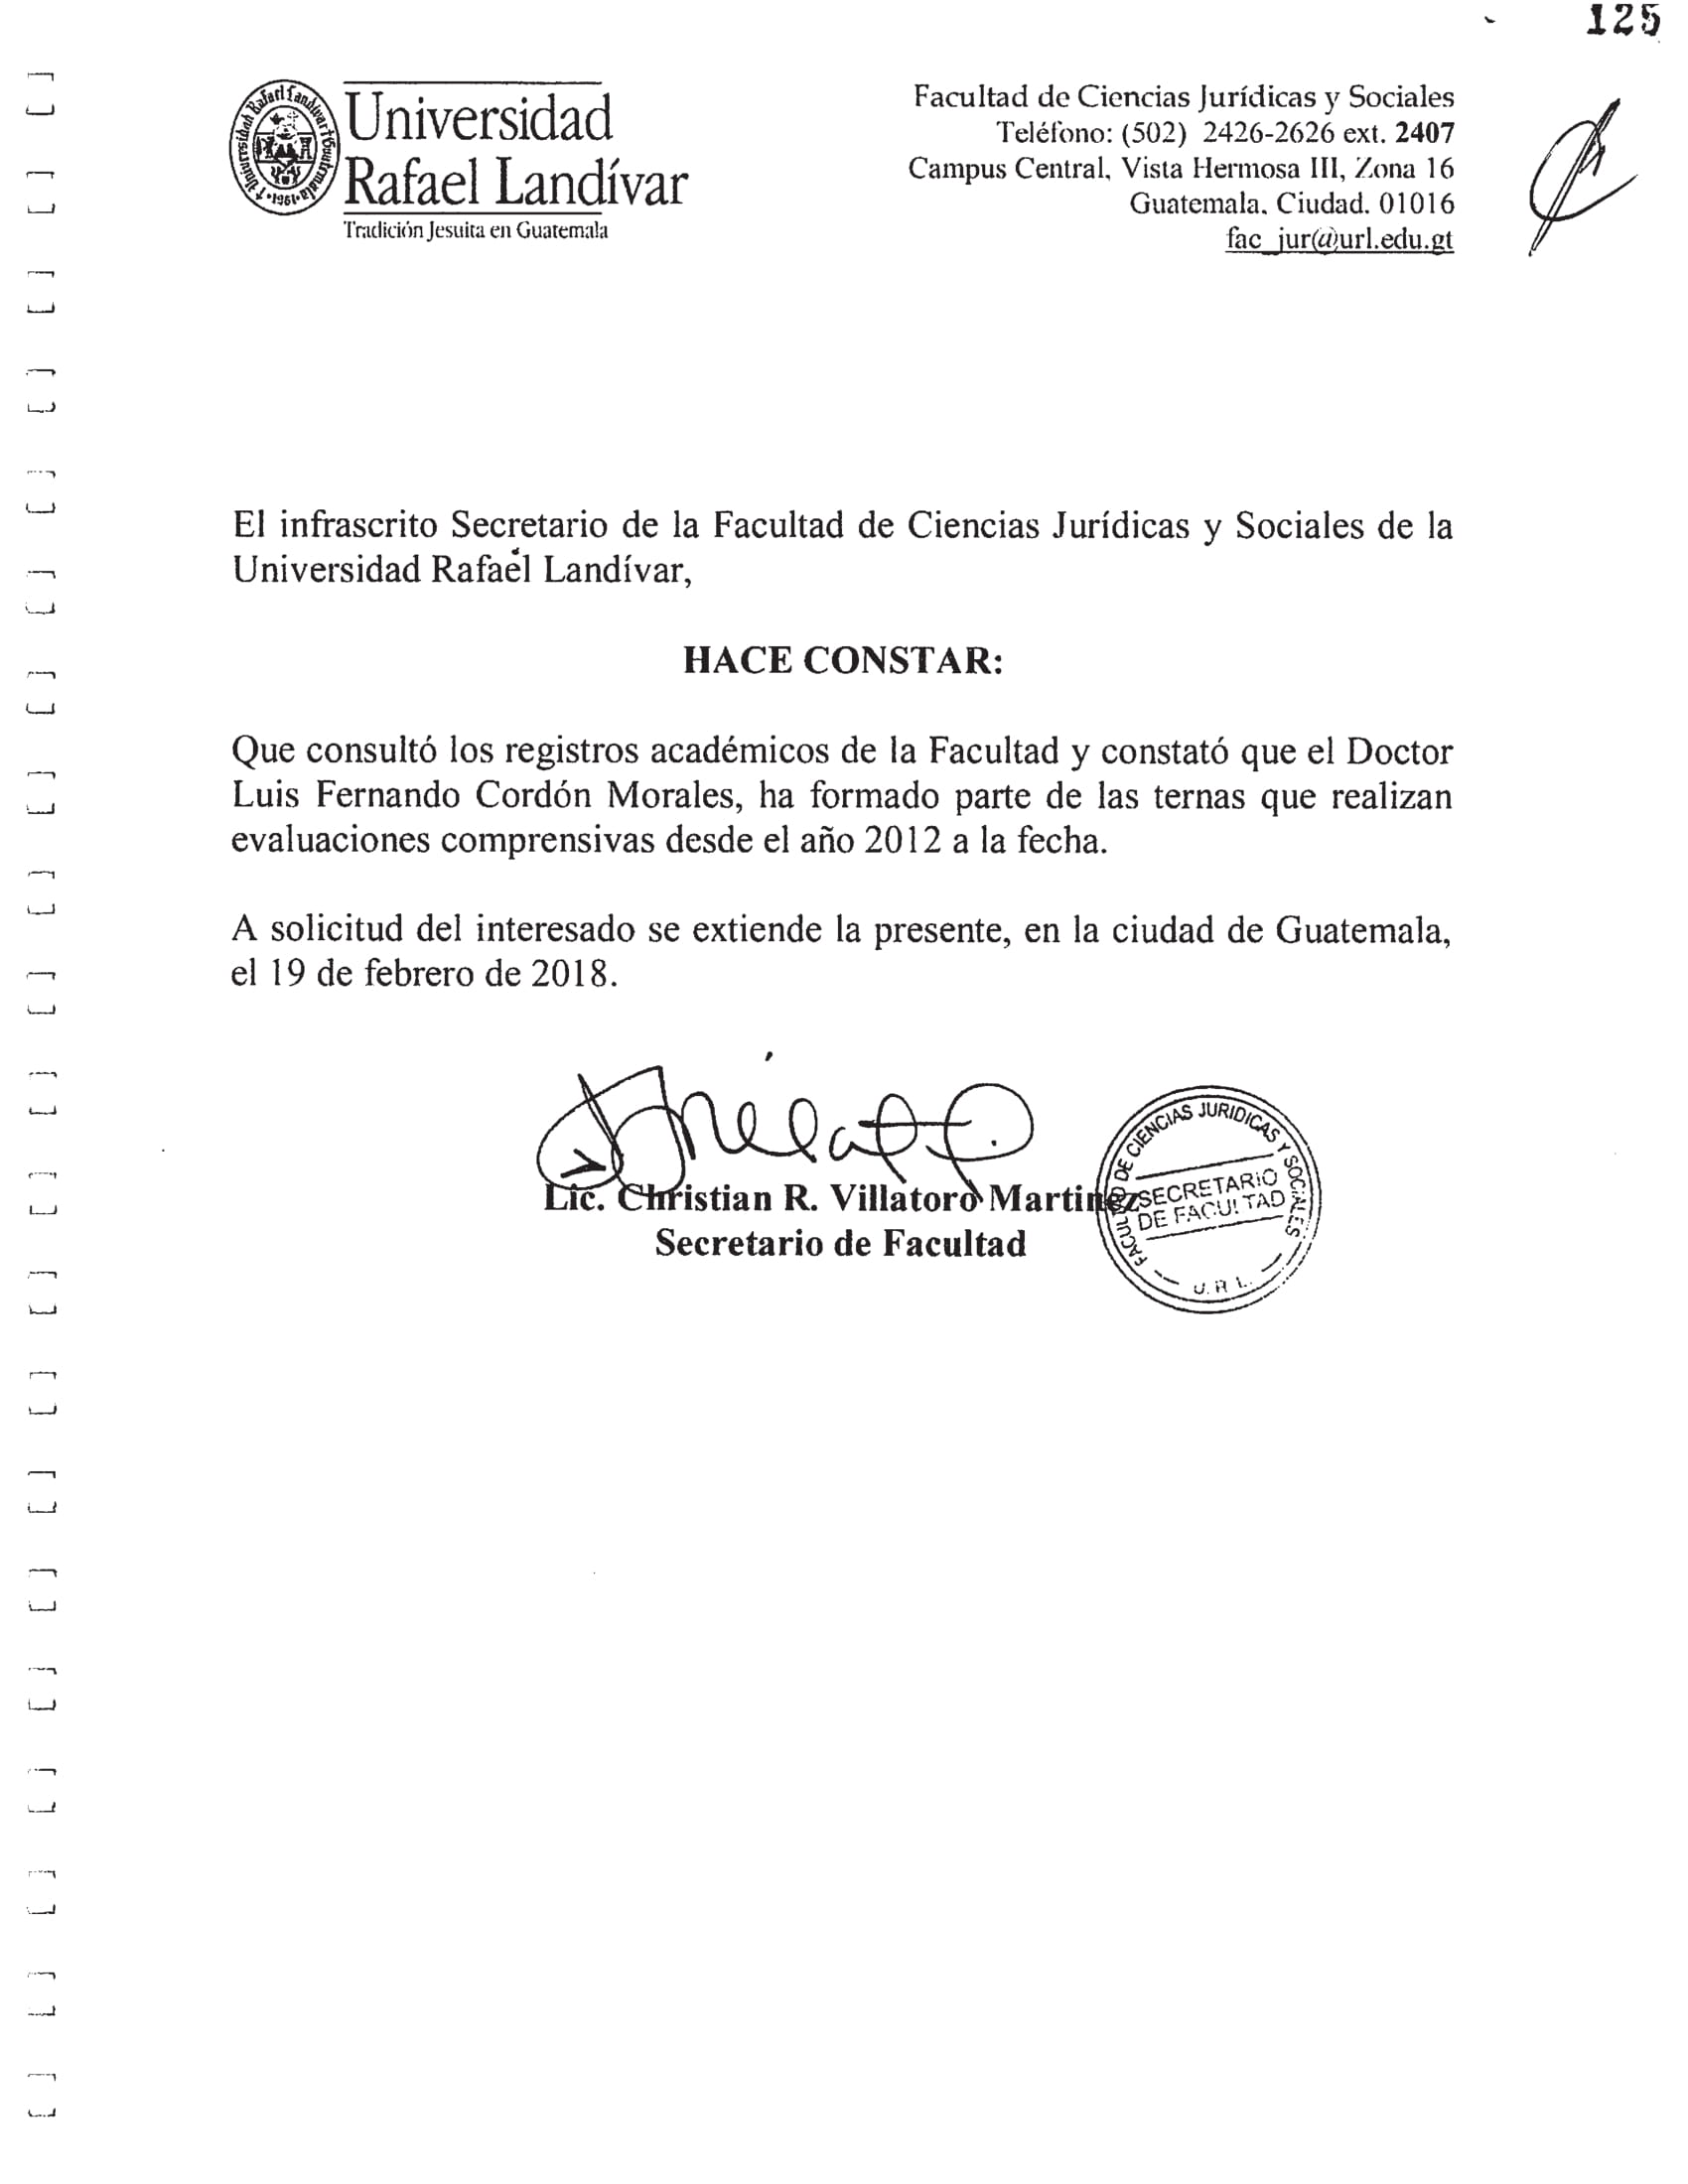 125
Universidad
Rafael Landívar
Tradición Jesuita en Guatemala
Universidad Rafael Landívar Guatemala 1961
Facultad de Ciencias Jurídicas y Sociales
Teléfono: (502) 2426-2626 ext. 2407
Campus Central, Vista Hermosa III, Zona 16
Guatemala. Ciudad. 01016
fac_jur@url.edu.gt
El infrascrito Secretario de la Facultad de Ciencias Jurídicas y Sociales de la
Universidad Rafael Landívar,
HACE CONSTAR:
Que consultó los registros académicos de la Facultad y constató que el Doctor
Luis Fernando Cordón Morales, ha formado parte de las ternas que realizan
evaluaciones comprensivas desde el año 2012 a la fecha.
A solicitud del interesado se extiende la presente, en la ciudad de Guatemala,
el 19 de febrero de 2018.
Lic. Christian R. Villatoro Martinez
Secretario de Facultad
FACULTAD DE CIENCIAS JURIDICAS Y SOCIALES
SECRETARIO
DE FACULTAD
U. R. L.